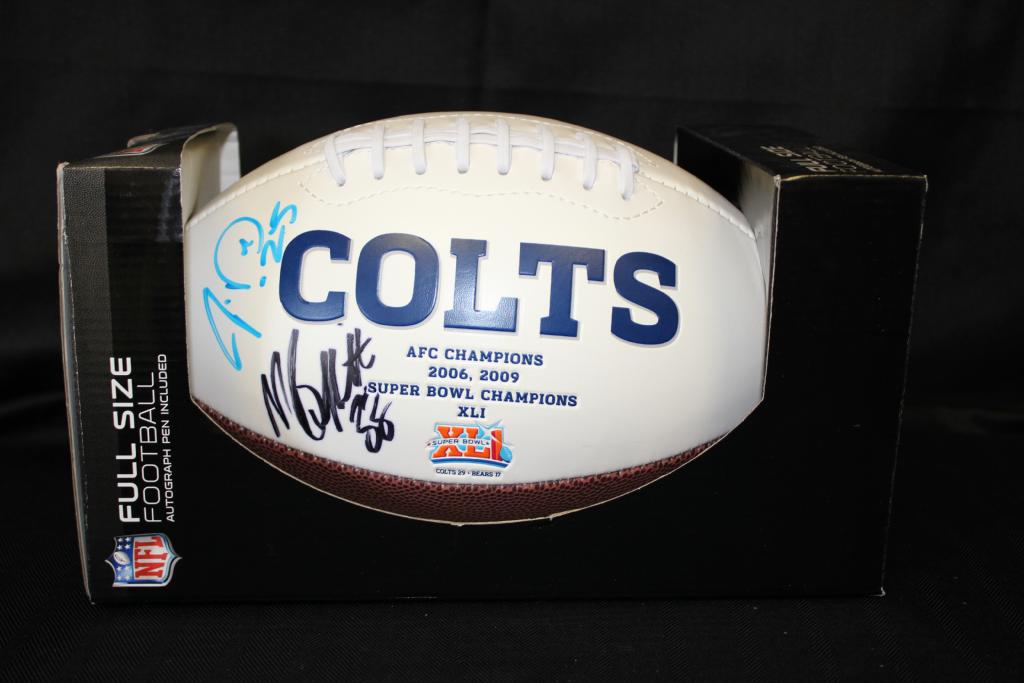 COLTS
AFC CHAMPIONS
2006, 2009
SUPER BOWL CHAMPIONS
XLI
XLI
SUPER BOWL
COLTS 29 • BEARS 17
25
FULL SIZE
FOOTBALL
AUTOGRAPH PEN INCLUDED
NFL